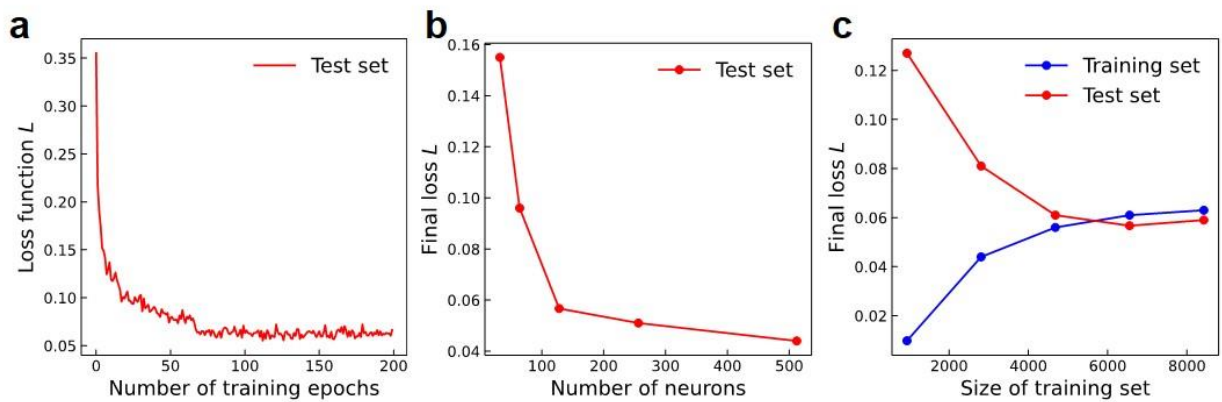 a
Loss function L
0.35
0.30
0.25
0.20
0.15
0.10
0.05
Test set
0
50
100
150
200
Number of training epochs
b
Final loss L
0.16
0.14
0.12
0.10
0.08
0.06
0.04
Test set
100
200
300
400
500
Number of neurons
c
Final loss L
0.12
0.10
0.08
0.06
0.04
0.02
Training set
Test set
2000
4000
6000
8000
Size of training set